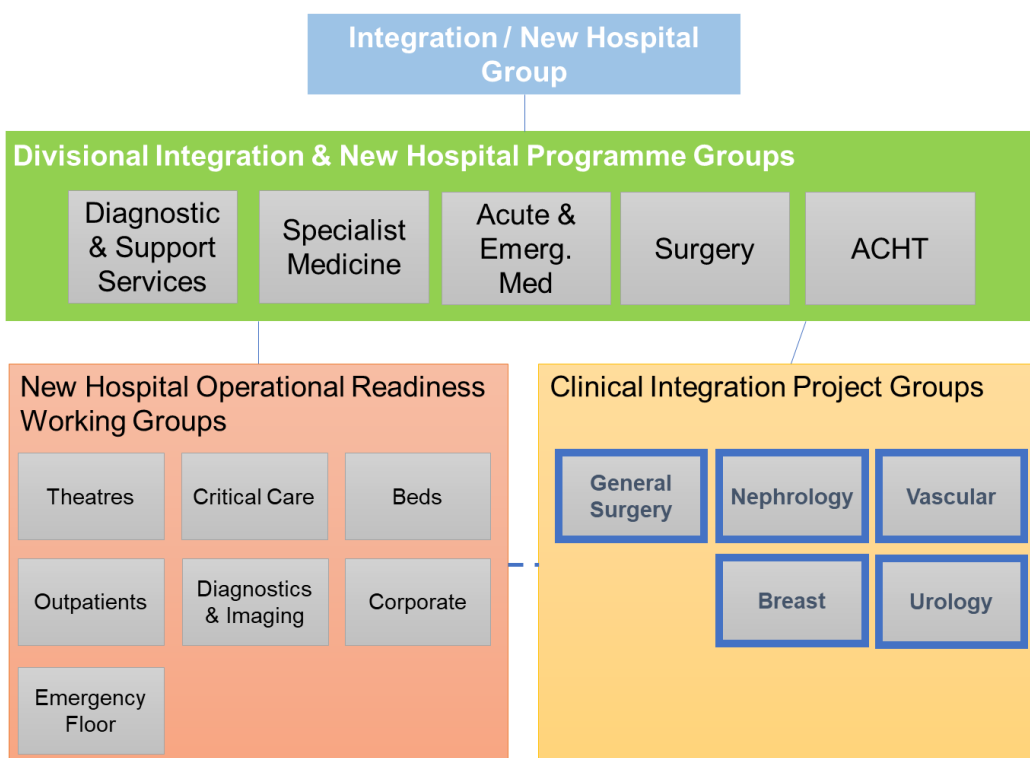 Integration / New Hospital
Group
Divisional Integration & New Hospital Programme Groups
Diagnostic
& Support
Services
Specialist
Medicine
Acute &
Emerg.
Med
Surgery
ACHT
New Hospital Operational Readiness
Working Groups
Theatres
Critical Care
Beds
Outpatients
Diagnostics
& Imaging
Corporate
Emergency
Floor
Clinical Integration Project Groups
General
Surgery
Nephrology
Vascular
Breast
Urology